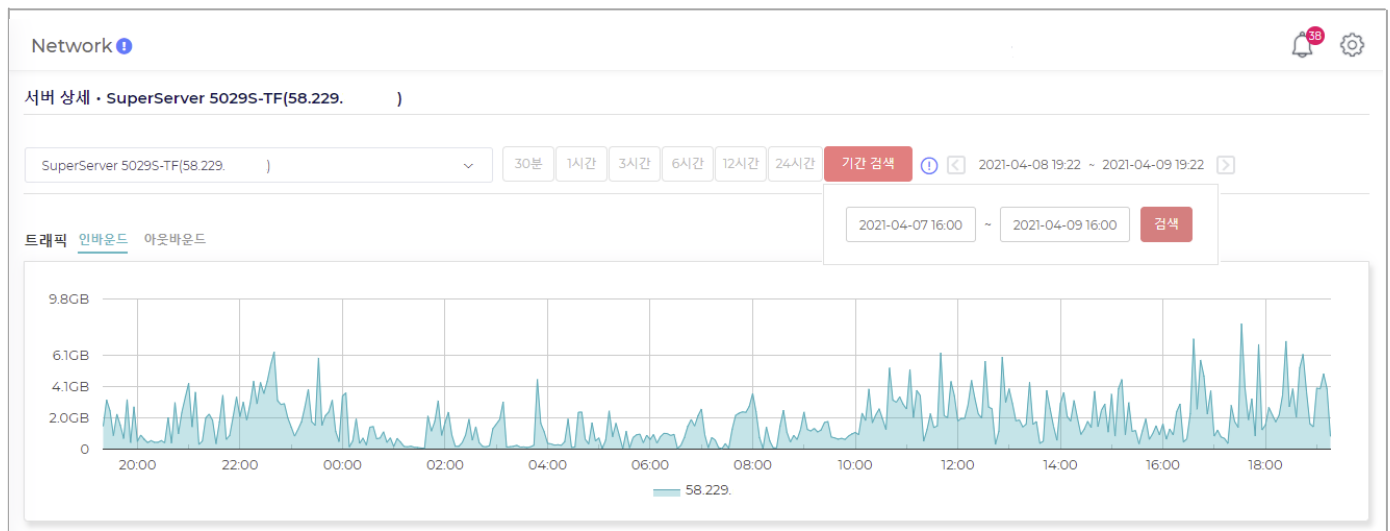 Network
38
서버 상세 • SuperServer 5029S-TF(58.229. )
SuperServer 5029S-TF(58.229. ) 30분 1시간 3시간 6시간 12시간 24시간 기간 검색 2021-04-08 19:22 ~ 2021-04-09 19:22
2021-04-07 16:00 ~ 2021-04-09 16:00 검색
트래픽 인바운드 아웃바운드
9.8GB
6.1GB
4.1GB
2.0GB
0
20:00 22:00 00:00 02:00 04:00 06:00 08:00 10:00 12:00 14:00 16:00 18:00
58.229.